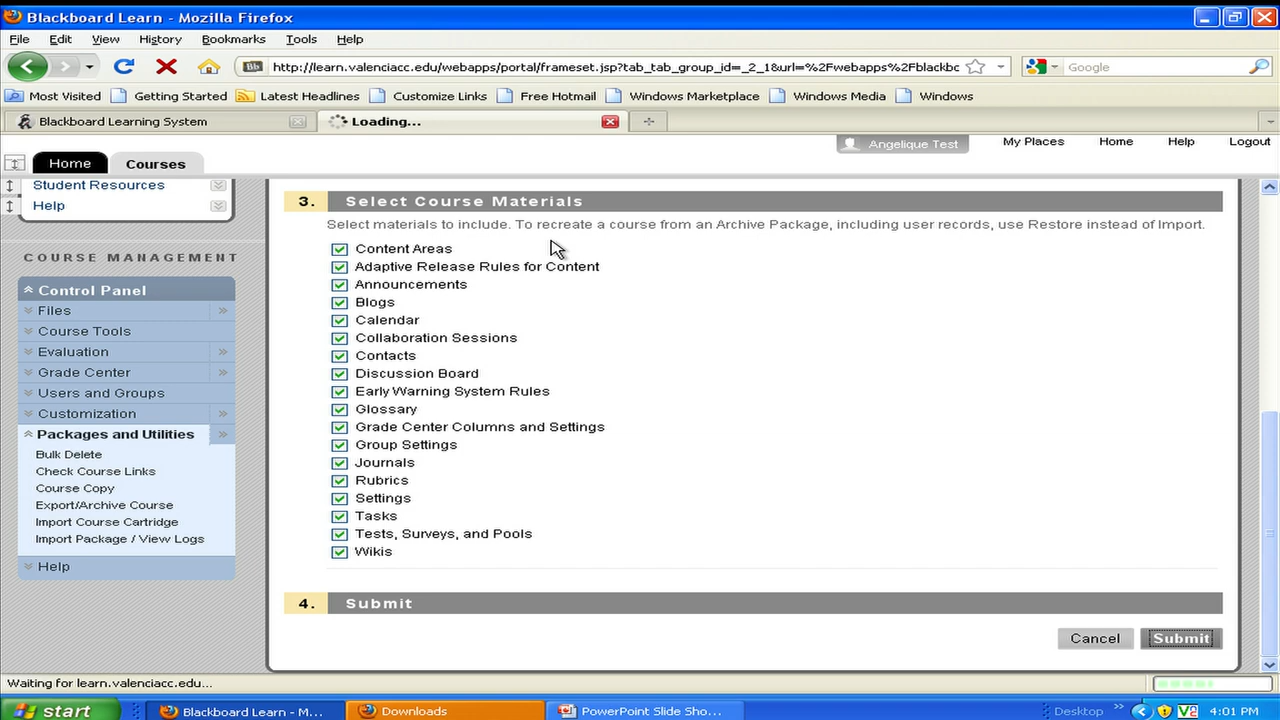 Blackboard Learn - Mozilla Firefox
File Edit View History Bookmarks Tools Help
http://learn.valenciacc.edu/webapps/portal/frameset.jsp?tab_tab_group_id=_2_1&url=%2Fwebapps%2Fblackbc
Google
Most Visited Getting Started Latest Headlines Customize Links Free Hotmail Windows Marketplace Windows Media Windows
Blackboard Learning System
Loading...
Angelique Test My Places Home Help Logout
Home Courses
Student Resources
Help
COURSE MANAGEMENT
Control Panel
Files
Course Tools
Evaluation
Grade Center
Users and Groups
Customization
Packages and Utilities
Bulk Delete
Check Course Links
Course Copy
Export/Archive Course
Import Course Cartridge
Import Package / View Logs
Help
3. Select Course Materials
Select materials to include. To recreate a course from an Archive Package, including user records, use Restore instead of Import.
Content Areas
Adaptive Release Rules for Content
Announcements
Blogs
Calendar
Collaboration Sessions
Contacts
Discussion Board
Early Warning System Rules
Glossary
Grade Center Columns and Settings
Group Settings
Journals
Rubrics
Settings
Tasks
Tests, Surveys, and Pools
Wikis
4. Submit
Cancel Submit
Waiting for learn.valenciacc.edu...
start Blackboard Learn - M... Downloads PowerPoint Slide Sho... Desktop 4:01 PM